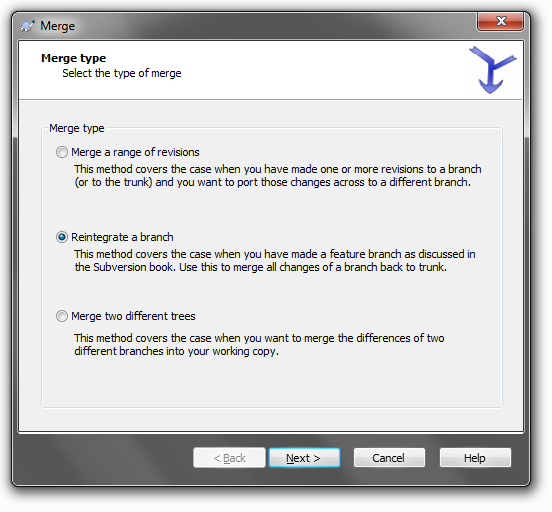 Merge
Merge type
Select the type of merge
Merge type
Merge a range of revisions
This method covers the case when you have made one or more revisions to a branch
(or to the trunk) and you want to port those changes across to a different branch.
Reintegrate a branch
This method covers the case when you have made a feature branch as discussed in
the Subversion book. Use this to merge all changes of a branch back to trunk.
Merge two different trees
This method covers the case when you want to merge the differences of two
different branches into your working copy.
< Back Next > Cancel Help